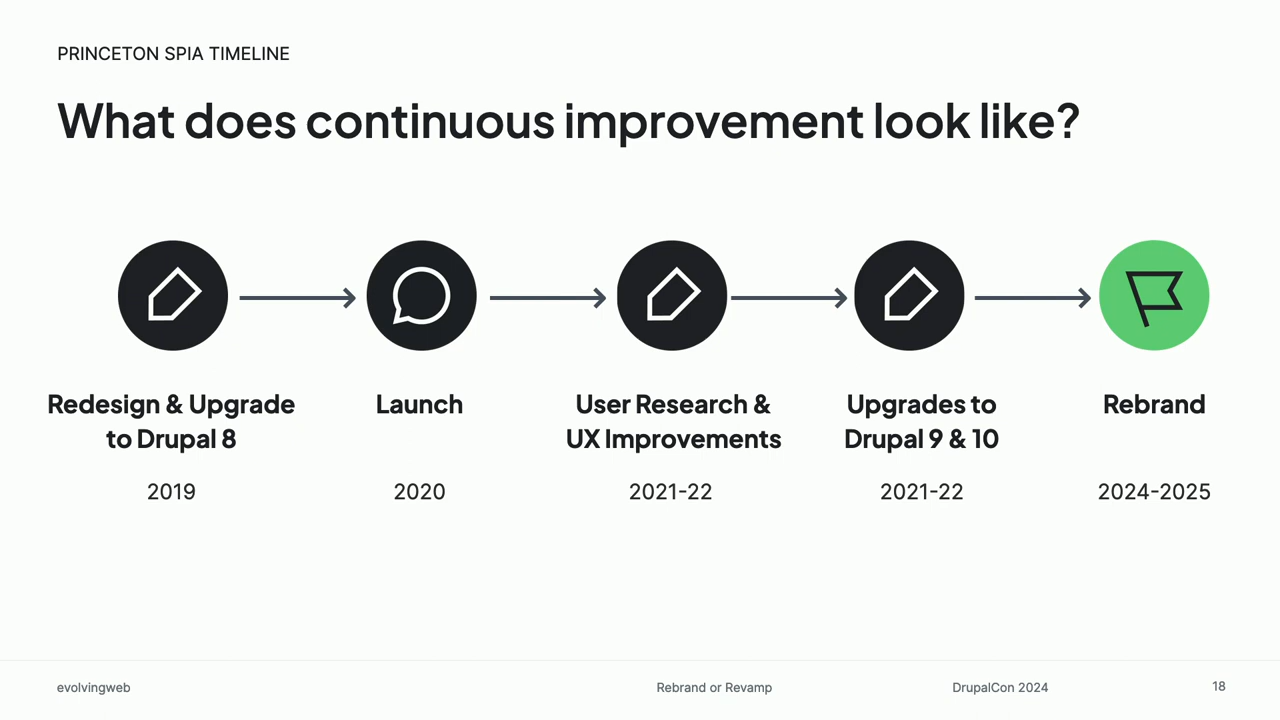 PRINCETON SPIA TIMELINE
What does continuous improvement look like?
Redesign & Upgrade
to Drupal 8
2019
Launch
2020
User Research &
UX Improvements
2021-22
Upgrades to
Drupal 9 & 10
2021-22
Rebrand
2024-2025
evolvingweb
Rebrand or Revamp
DrupalCon 2024
18